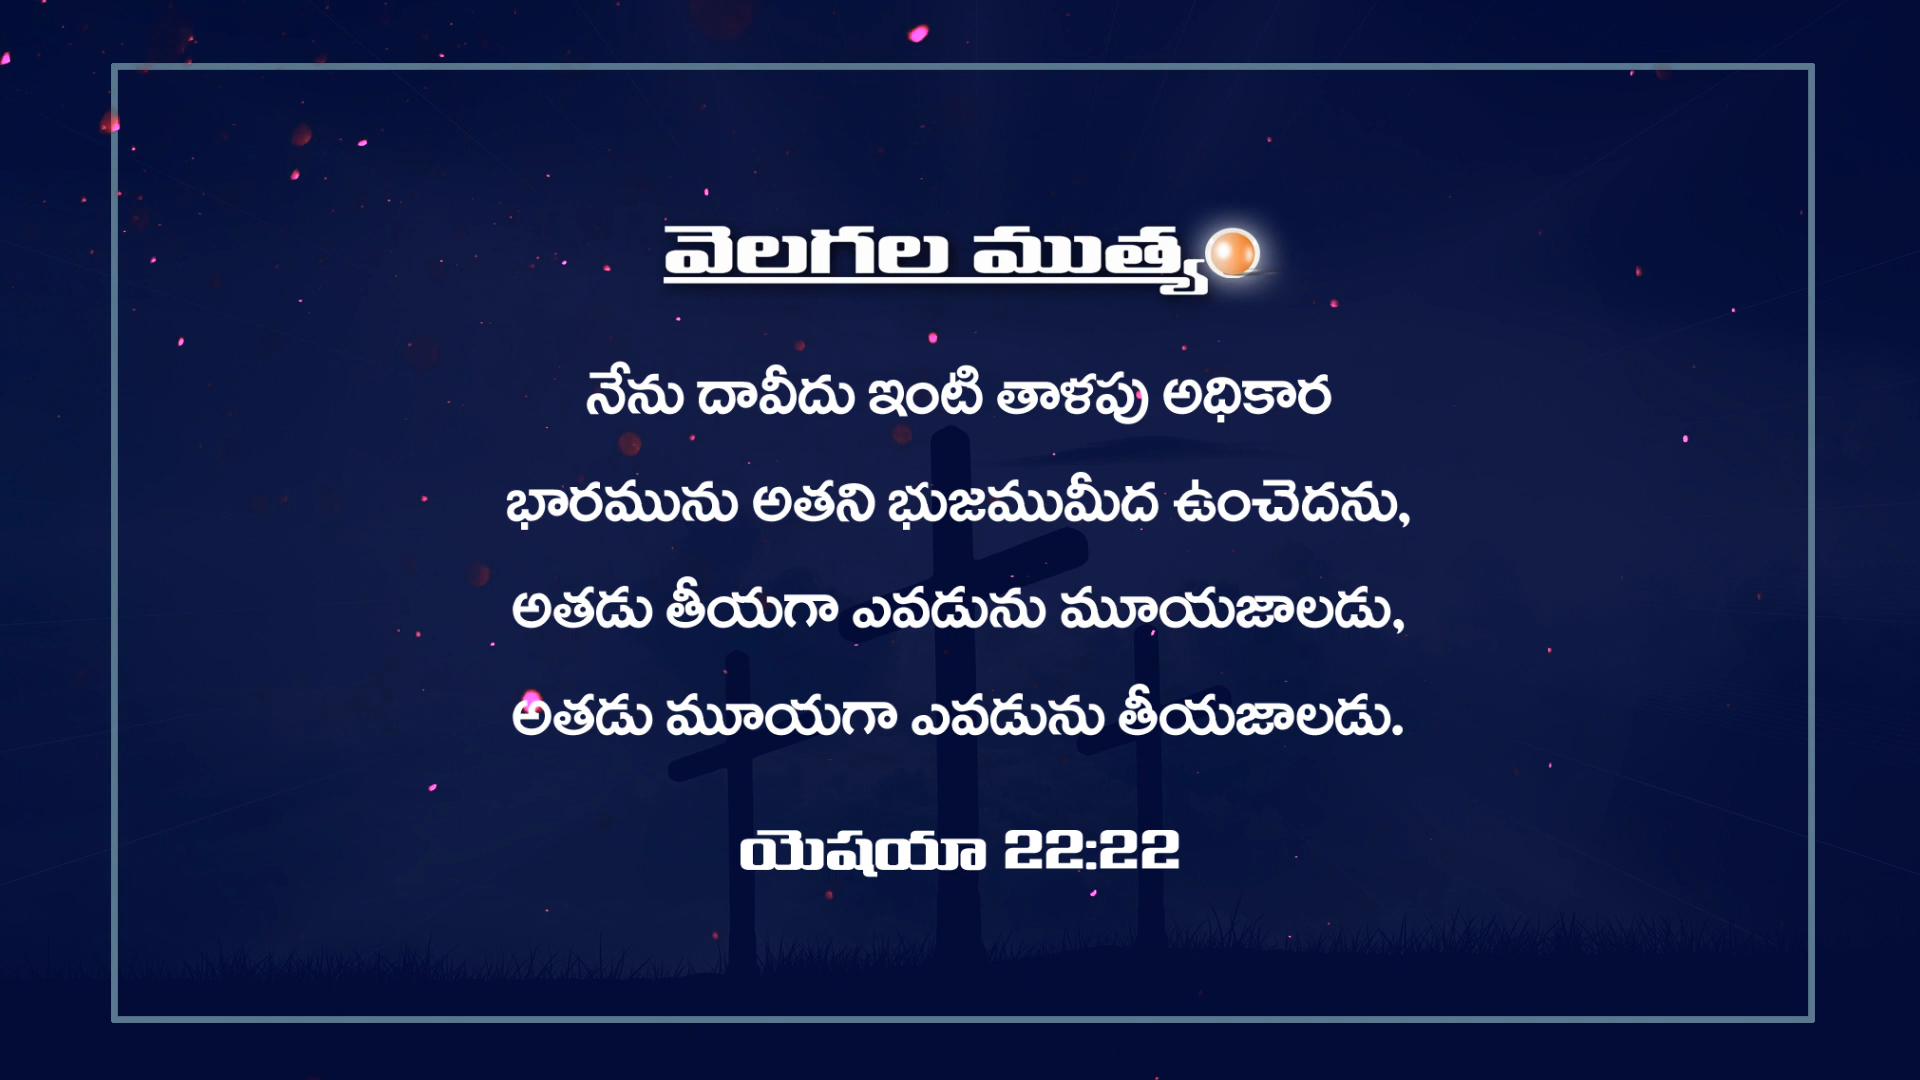 వెలగల ముత్యం
నేను దావీదు ఇంటి తాళపు అధికార
భారమును అతని భుజముమీద ఉంచెదను,
అతడు తీయగా ఎవడును మూయజాలడు,
అతడు మూయగా ఎవడును తీయజాలడు.
యెషయా 22:22